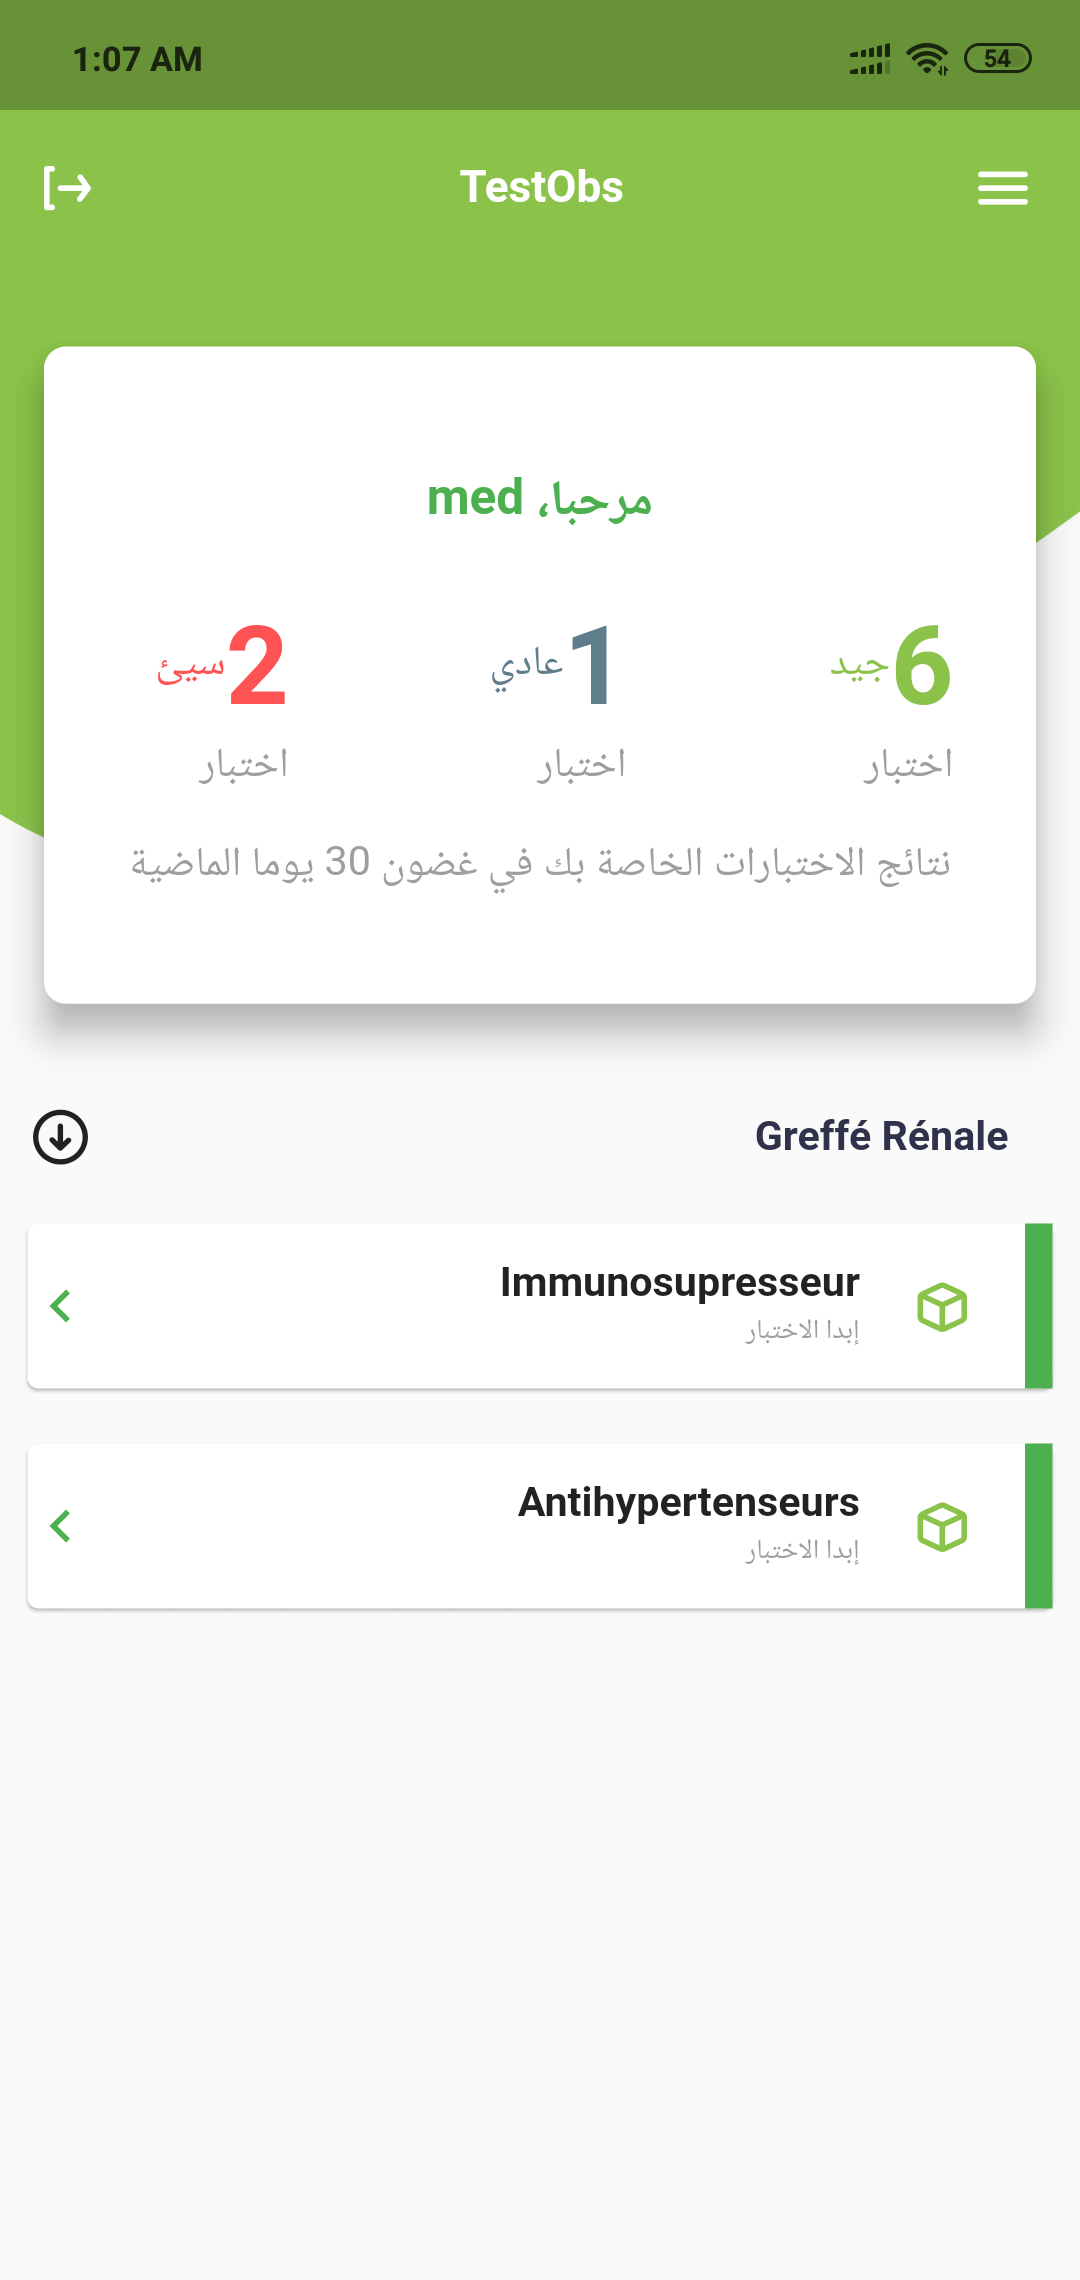 1:07 AM 54
TestObs
مرحبا، med
6 جيد 1 عادي 2 سيئ
اختبار اختبار اختبار
نتائج الاختبارات الخاصة بك في غضون 30 يوما الماضية
Greffé Rénale
Immunosupresseur
إبدا الاختبار
Antihypertenseurs
إبدا الاختبار